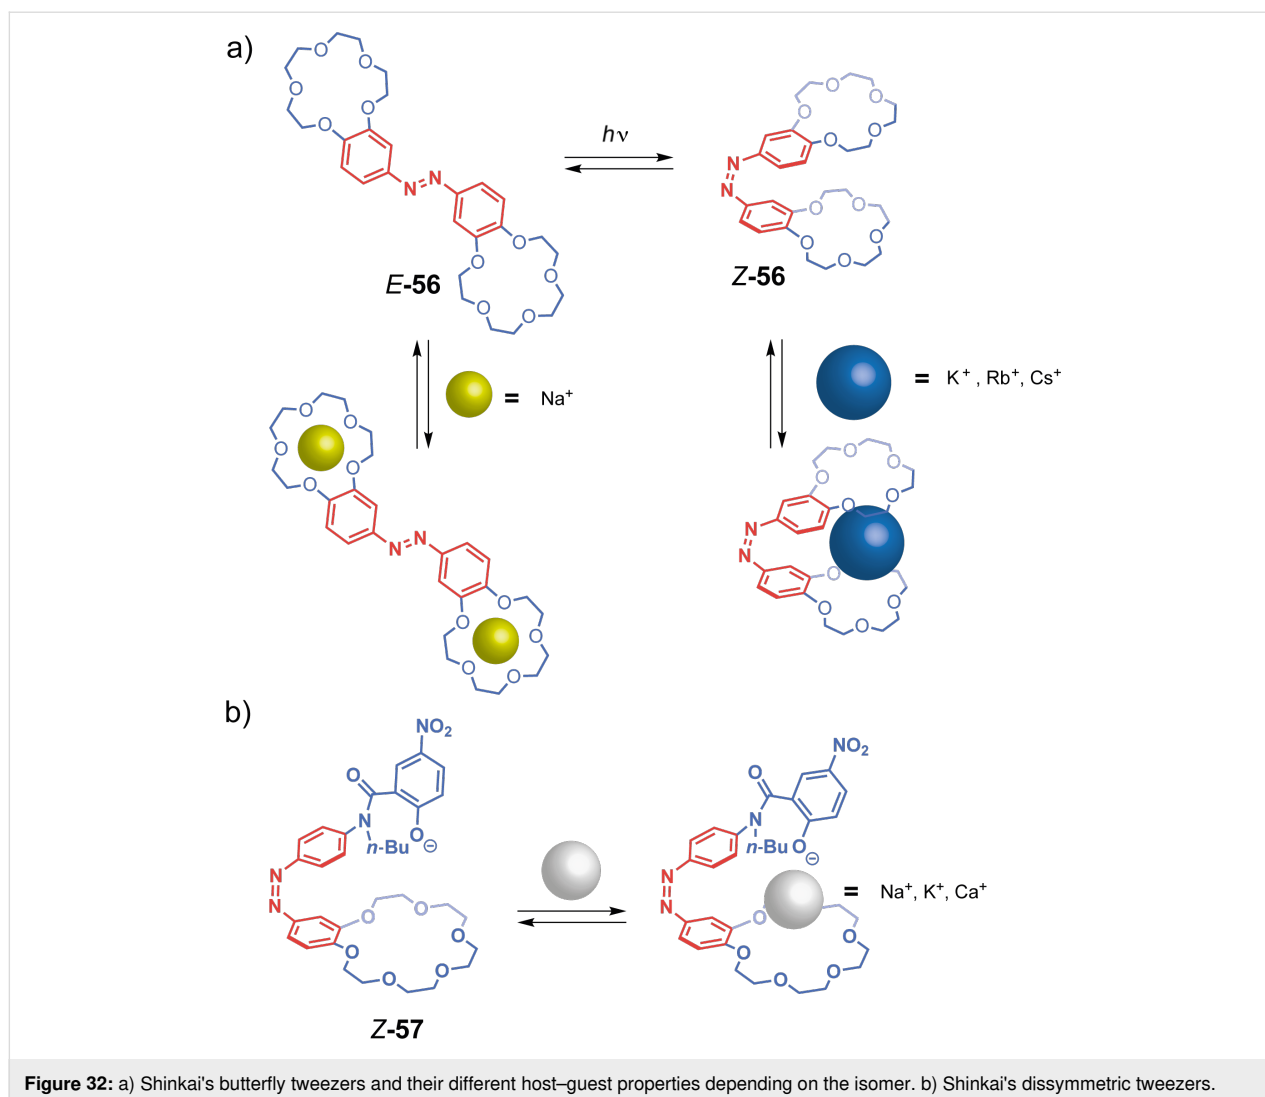 a)
O O O O O O
N N
O O O O O O
E-56
hν
O O O O O O
N N
O O O O O O
Z-56
= Na⁺
= K⁺ , Rb⁺, Cs⁺
O O O O O O
N N
O O O O O O
O O O O O
N N
O O O O O
b)
NO₂
O
N
n-Bu O⊖
N N
O O O O O O O
Z-57
NO₂
O
N
n-Bu O⊖
= Na⁺, K⁺, Ca⁺
N N
O O O O O O
Figure 32: a) Shinkai's butterfly tweezers and their different host–guest properties depending on the isomer. b) Shinkai's dissymmetric tweezers.